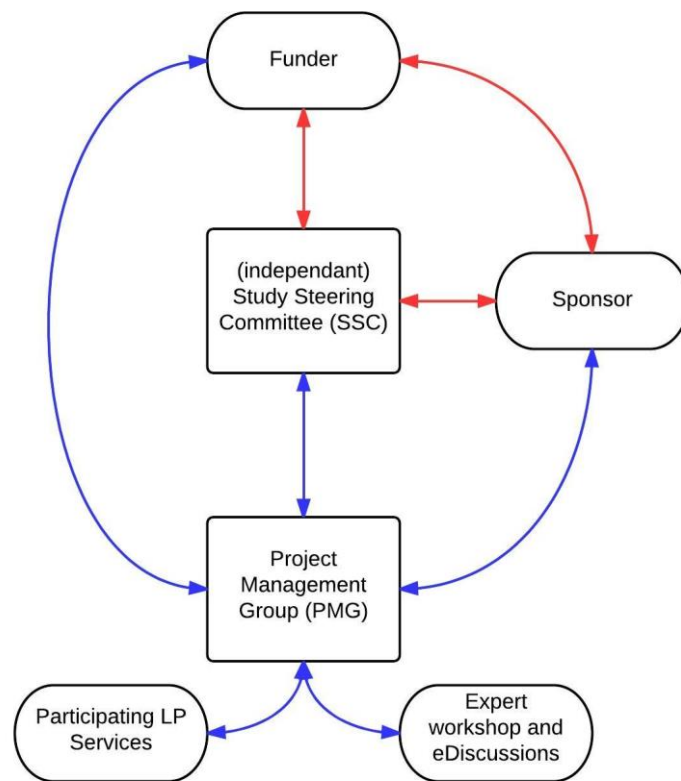 Funder
(independant)
Study Steering
Committee (SSC)
Sponsor
Project
Management
Group (PMG)
Participating LP
Services
Expert
workshop and
eDiscussions